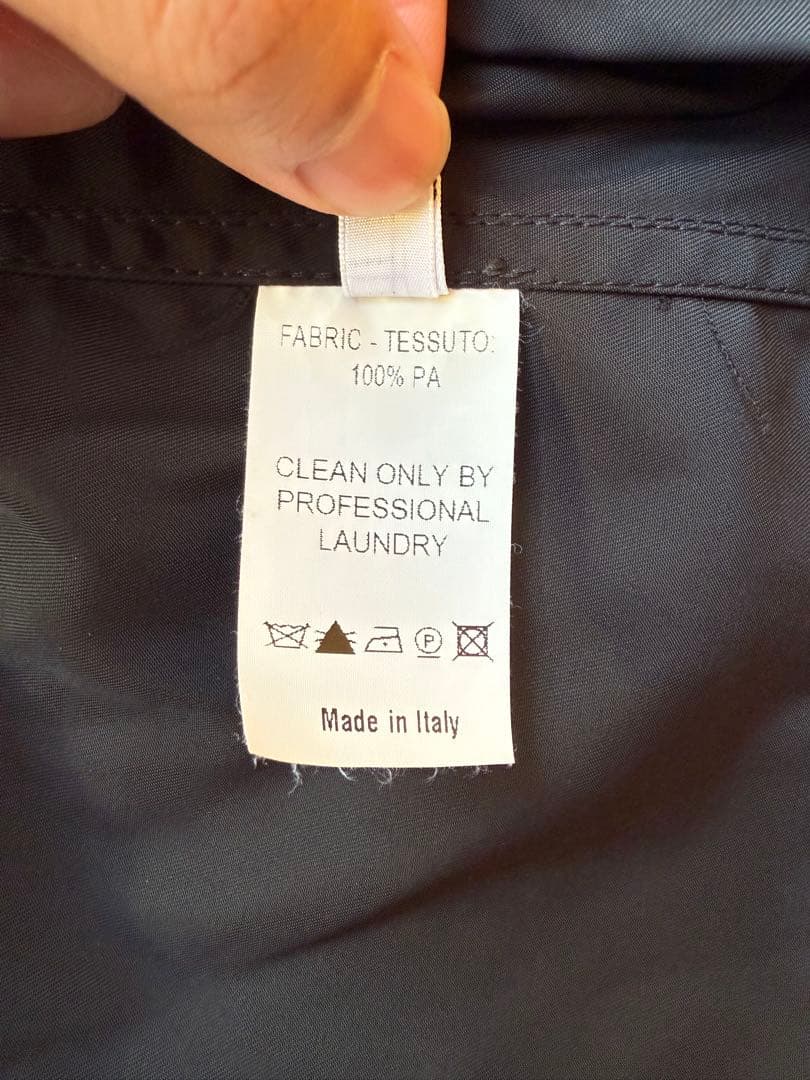 FABRIC - TESSUTO:
100% PA
CLEAN ONLY BY
PROFESSIONAL
LAUNDRY
P
Made in Italy